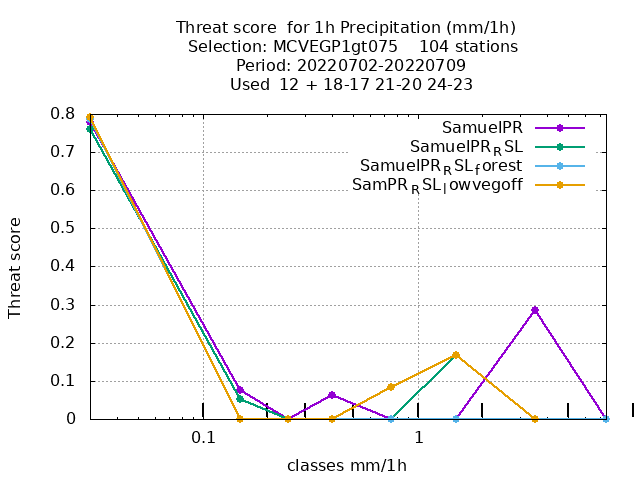 Threat score  for 1h Precipitation (mm/1h)
Selection: MCVEGP1gt075    104 stations
Period: 20220702-20220709
Used  12 + 18-17 21-20 24-23
SamuelPR
SamuelPRRSL
SamuelPRRSLforest
SamPRRSLlowvegoff
0.8
0.7
0.6
0.5
0.4
0.3
0.2
0.1
0
Threat score
0.1
1
classes mm/1h